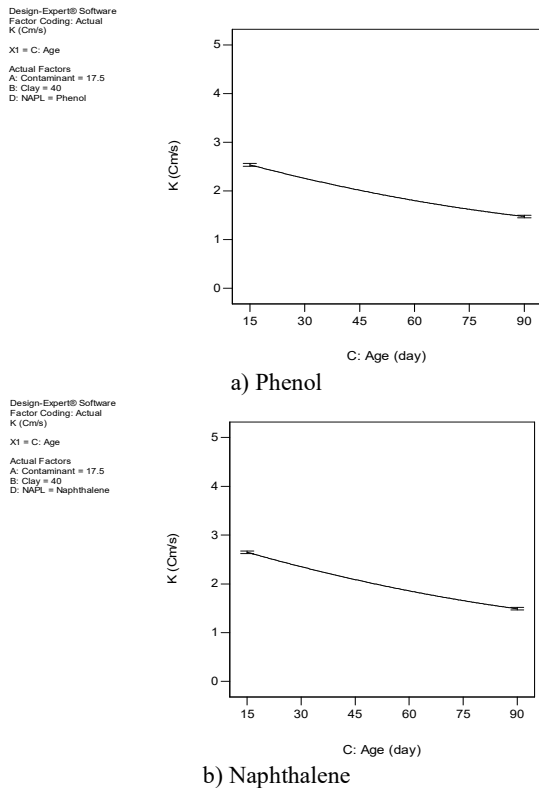 Design-Expert® Software
Factor Coding: Actual
K (Cm/s)
X1 = C: Age
Actual Factors
A: Contaminant = 17.5
B: Clay = 40
D: NAPL = Phenol
K (Cm/s)
5
4
3
2
1
0
15 30 45 60 75 90
C: Age (day)
a) Phenol
Design-Expert® Software
Factor Coding: Actual
K (Cm/s)
X1 = C: Age
Actual Factors
A: Contaminant = 17.5
B: Clay = 40
D: NAPL = Naphthalene
K (Cm/s)
5
4
3
2
1
0
15 30 45 60 75 90
C: Age (day)
b) Naphthalene